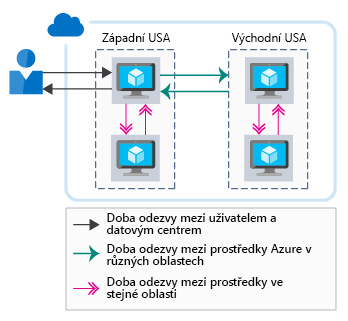 Západní USA
Východní USA
Doba odezvy mezi uživatelem a
datovým centrem
Doba odezvy mezi prostředky Azure v
různých oblastech
Doba odezvy mezi prostředky ve
stejné oblasti